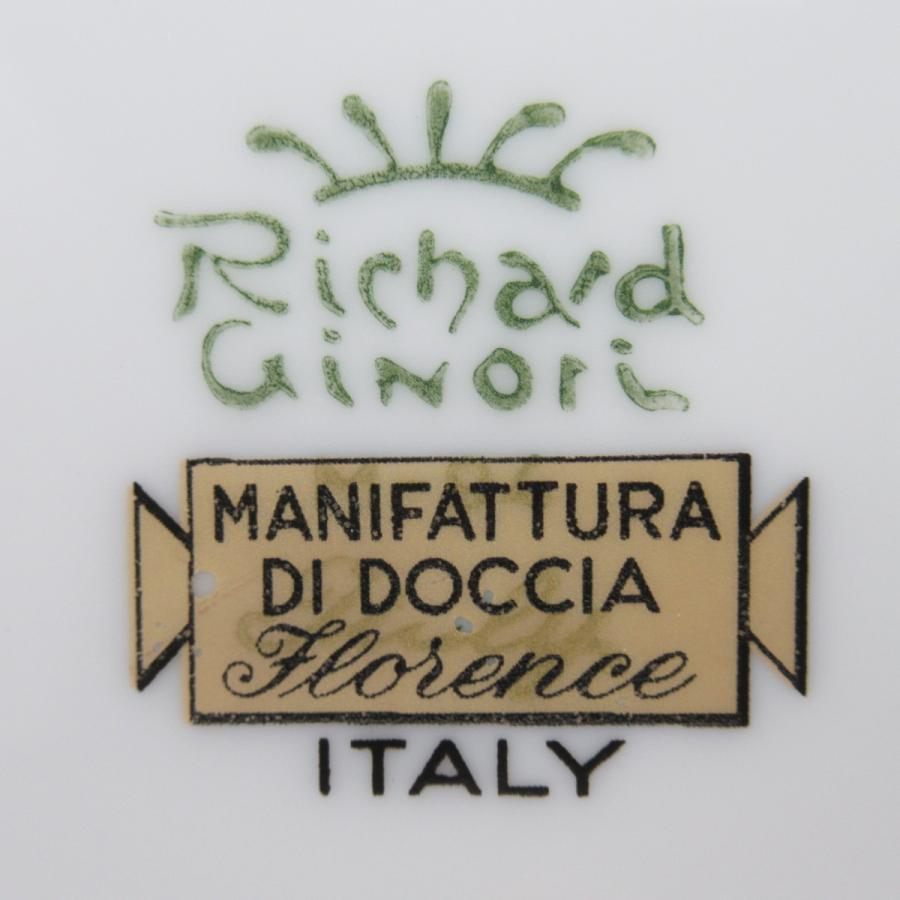 Richard
Ginori
MANIFATTURA
DI DOCCIA
Florence
ITALY